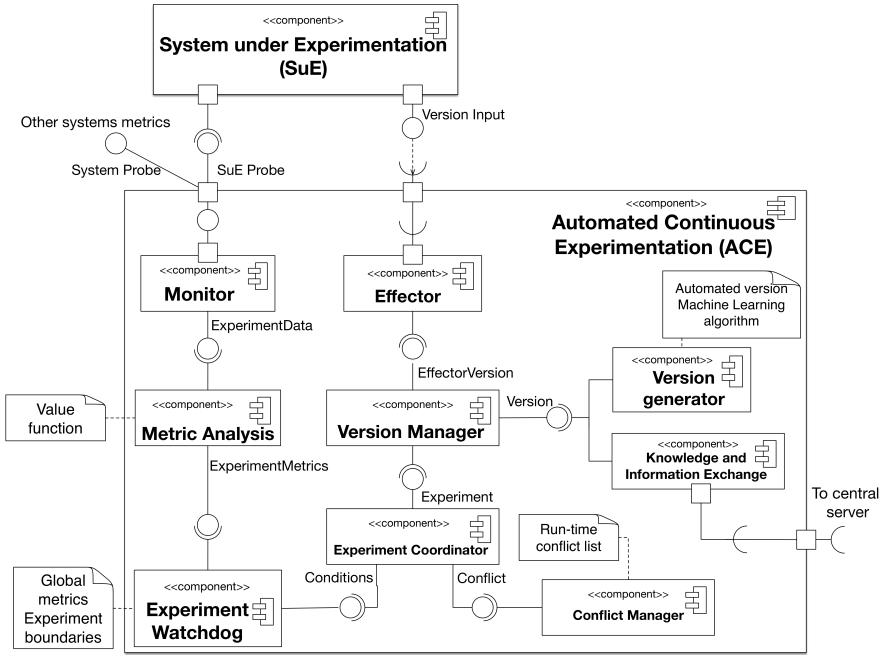 <<component>>
System under Experimentation
(SuE)
Version Input
Other systems metrics
System Probe
SuE Probe
<<component>>
Automated Continuous
Experimentation (ACE)
<<component>>
Monitor
<<component>>
Effector
Automated version
Machine Learning
algorithm
ExperimentData
EffectorVersion
<<component>>
Version
generator
Value
function
<<component>>
Metric Analysis
<<component>>
Version Manager
Version
<<component>>
Knowledge and
Information Exchange
ExperimentMetrics
Experiment
To central
server
<<component>>
Experiment Coordinator
Run-time
conflict list
Conditions
Conflict
Global
metrics
Experiment
boundaries
<<component>>
Experiment
Watchdog
<<component>>
Conflict Manager